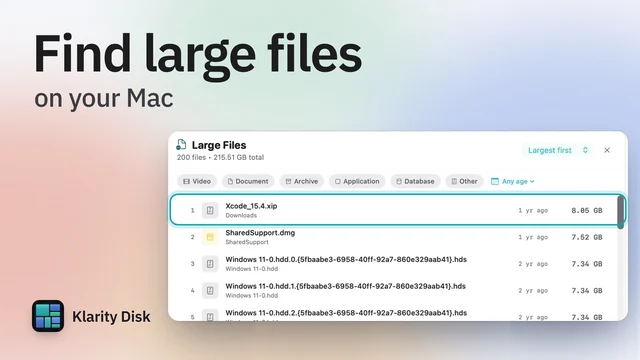 Find large files
on your Mac
Large Files
200 files • 215.51 GB total
Largest first
Video
Document
Archive
Application
Database
Other
Any age
1 Xcode_15.4.xip 1 yr ago 8.05 GB
Downloads
2 SharedSupport.dmg 1 yr ago 7.52 GB
SharedSupport
3 Windows 11-0.hdd.0.{5fbaabe3-6958-40ff-92a7-860e329aab41}.hds 2 yr ago 7.34 GB
Windows 11-0.hdd
4 Windows 11-0.hdd.1.{5fbaabe3-6958-40ff-92a7-860e329aab41}.hds 2 yr ago 7.34 GB
Windows 11-0.hdd
5 Windows 11-0.hdd.2.{5fbaabe3-6958-40ff-92a7-860e329aab41}.hds 2 yr ago 7.34 GB
Klarity Disk